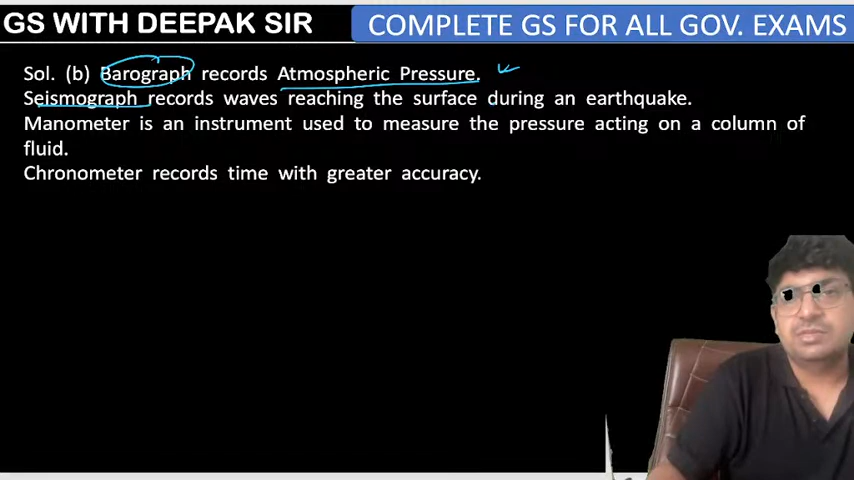 GS WITH DEEPAK SIR
COMPLETE GS FOR ALL GOV. EXAMS
Sol. (b) Barograph records Atmospheric Pressure.
Seismograph records waves reaching the surface during an earthquake.
Manometer is an instrument used to measure the pressure acting on a column of
fluid.
Chronometer records time with greater accuracy.